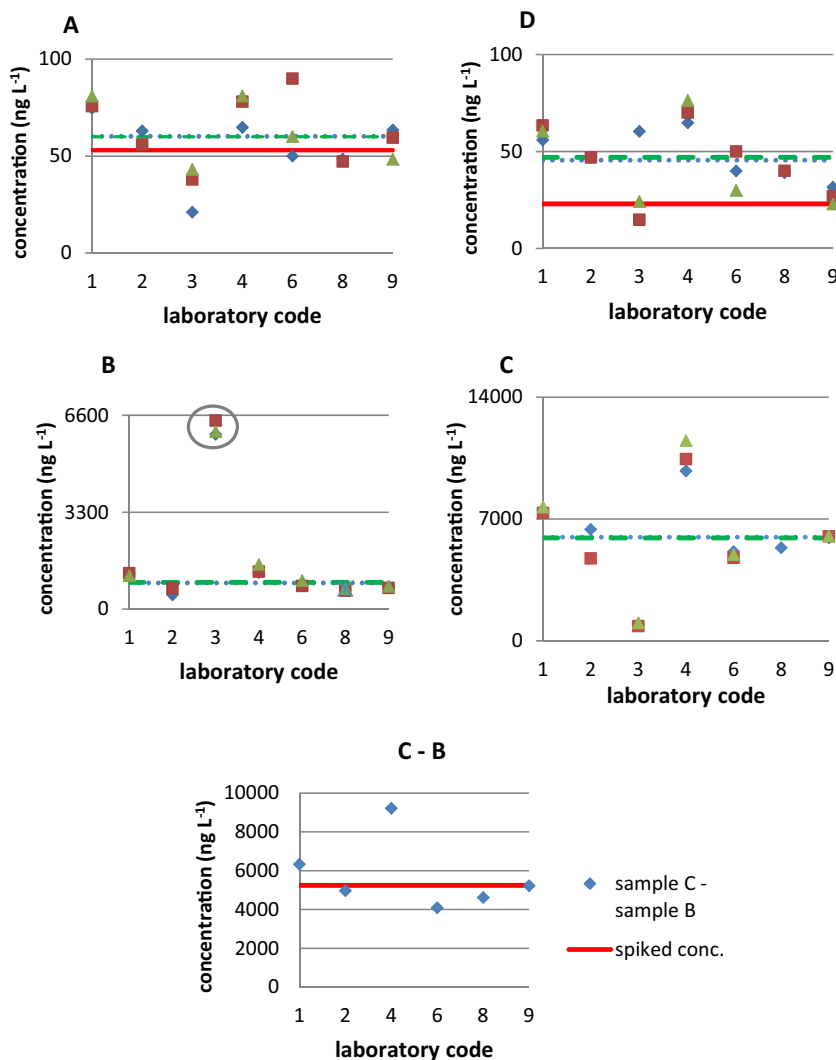 A
concentration (ng L-1)
100
50
0
1 2 3 4 6 8 9
laboratory code
D
concentration (ng L-1)
100
50
0
1 2 3 4 6 8 9
laboratory code
B
concentration (ng L-1)
6600
3300
0
1 2 3 4 6 8 9
laboratory code
C
concentration (ng L-1)
14000
7000
0
1 2 3 4 6 8 9
laboratory code
C - B
concentration (ng L-1)
10000
8000
6000
4000
2000
0
1 2 4 6 8 9
laboratory code
sample C -
sample B
spiked conc.